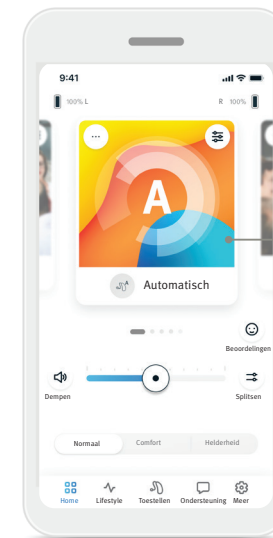 9:41
100% L
R 100%
...
A
Automatisch
Beoordelingen
Dempen
Splitsen
Normaal Comfort Helderheid
Home Lifestyle Toestellen Ondersteuning Meer